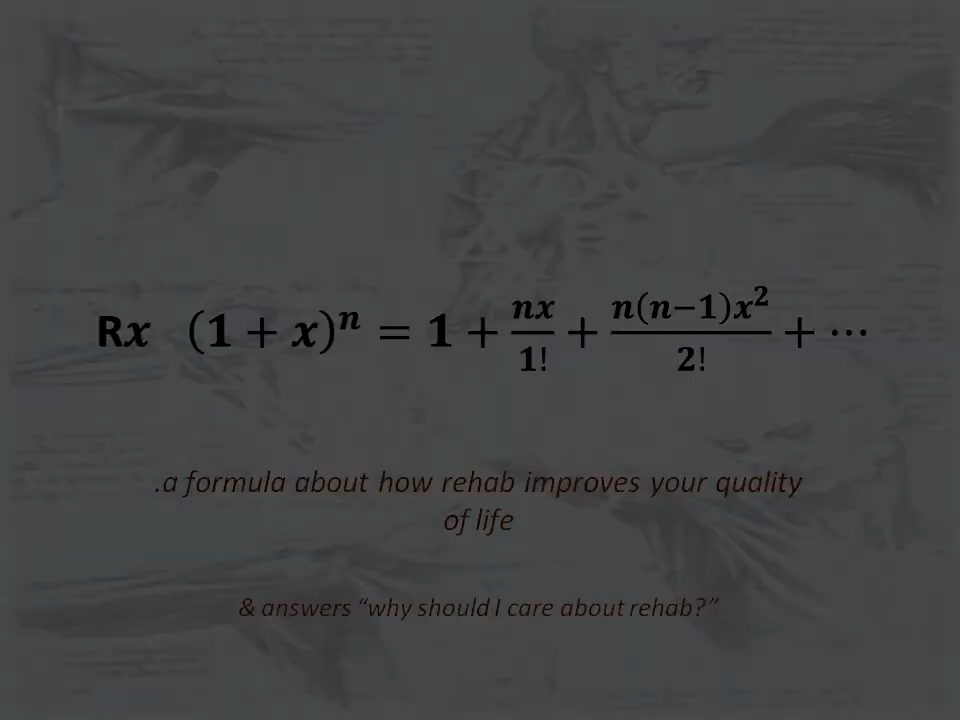 Rx (1 + x)^n = 1 + nx/1! + n(n−1)x^2/2! + ⋯
.a formula about how rehab improves your quality
of life
& answers “why should I care about rehab?”